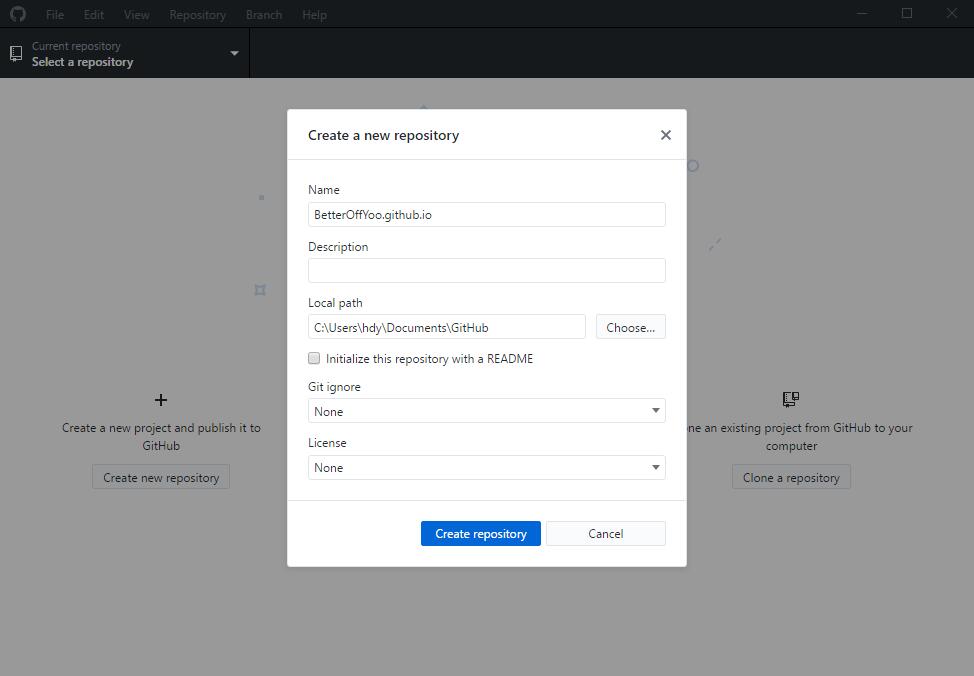 File Edit View Repository Branch Help
Current repository
Select a repository
Create a new repository
Name
BetterOffYoo.github.io
Description
Local path
C:\Users\hdy\Documents\GitHub
Choose...
Initialize this repository with a README
Git ignore
None
License
None
Create repository
Cancel
Create a new project and publish it to
GitHub
Create new repository
ne an existing project from GitHub to your
computer
Clone a repository